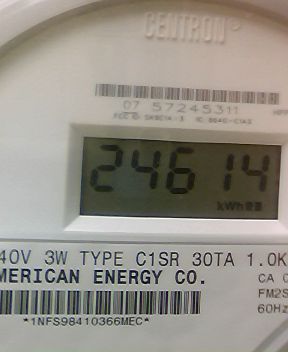 CENTRON®
07 57245311
24614
kWh
40V 3W TYPE C1SR 30TA 1.0K
MERICAN ENERGY CO.
CA
FM2S
60Hz
*1NFS98410366MEC*